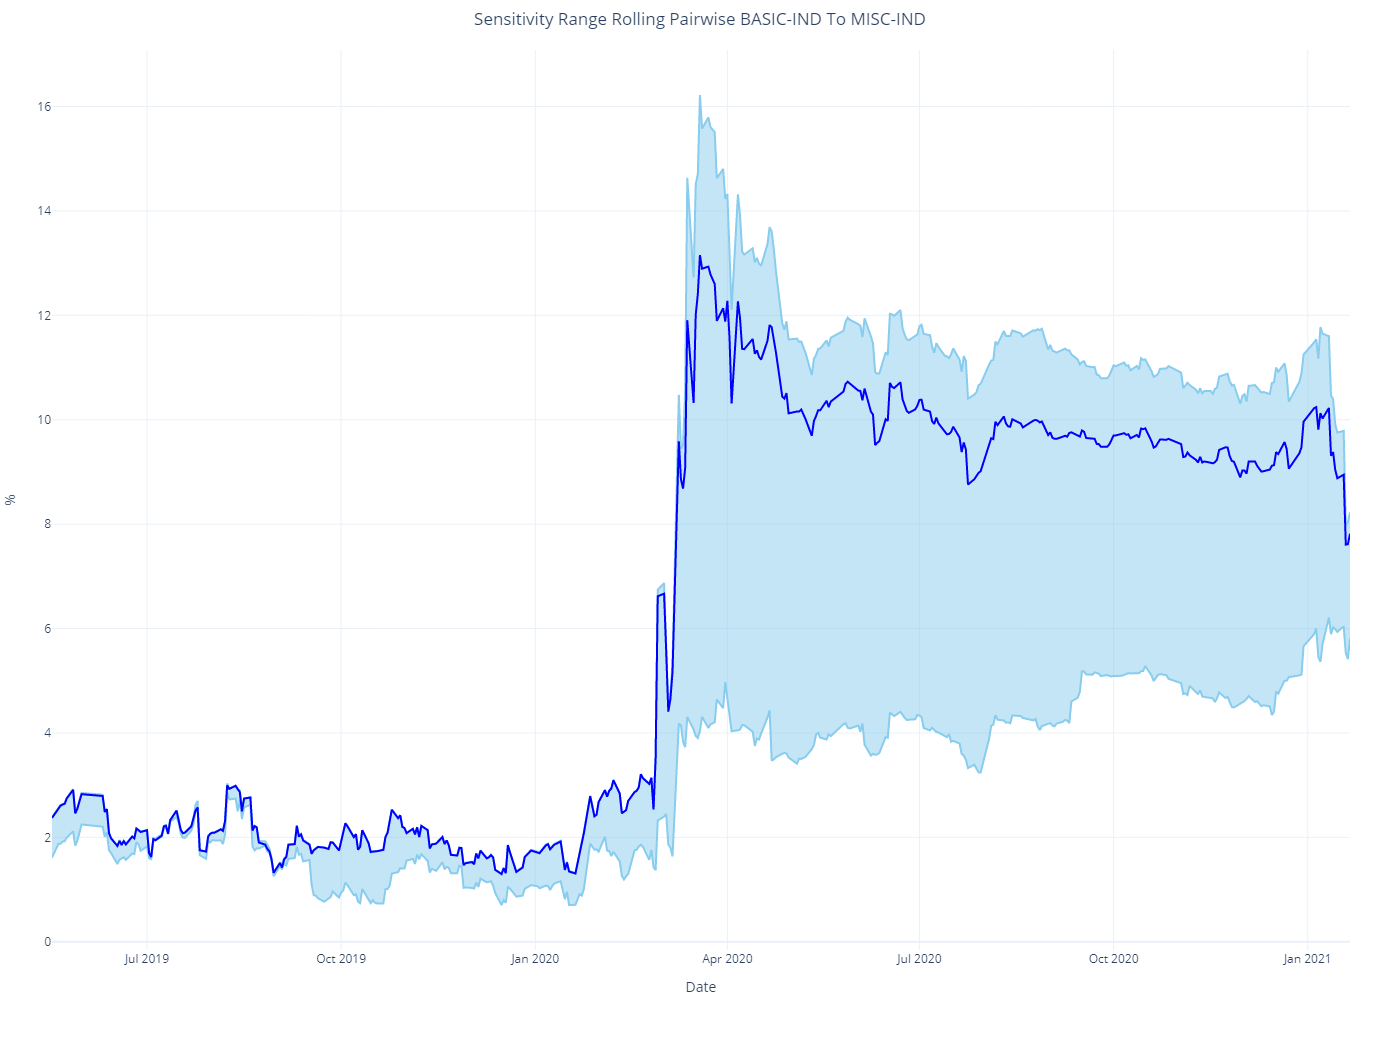 Sensitivity Range Rolling Pairwise BASIC-IND To MISC-IND
16
14
12
10
8
6
4
2
0
%
Jul 2019
Oct 2019
Jan 2020
Apr 2020
Jul 2020
Oct 2020
Jan 2021
Date